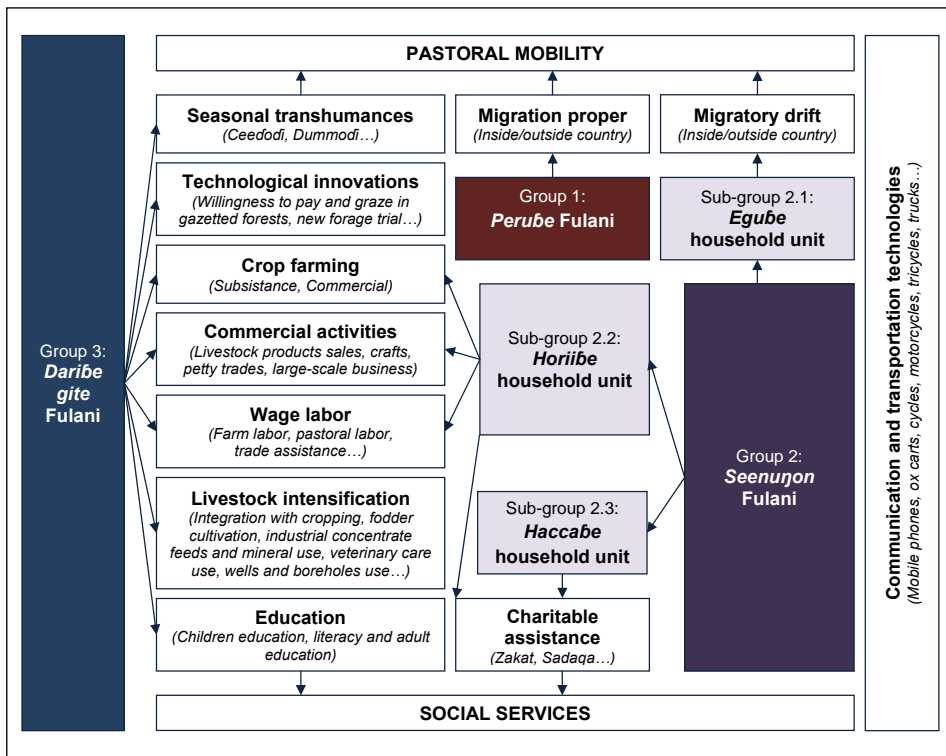 PASTORAL MOBILITY
Seasonal transhumances
(Ceeɗoɗi, Dummoɗi…)
Migration proper
(Inside/outside country)
Migratory drift
(Inside/outside country)
Technological innovations
(Willingness to pay and graze in
gazetted forests, new forage trial…)
Group 1:
Peruɓe Fulani
Sub-group 2.1:
Eguɓe
household unit
Crop farming
(Subsistance, Commercial)
Commercial activities
(Livestock products sales, crafts,
petty trades, large-scale business)
Sub-group 2.2:
Horiiɓe
household unit
Group 3:
Dariɓe
gite
Fulani
Wage labor
(Farm labor, pastoral labor,
trade assistance…)
Group 2:
Seenuŋon
Fulani
Livestock intensification
(Integration with cropping, fodder
cultivation, industrial concentrate
feeds and mineral use, veterinary care
use, wells and boreholes use…)
Sub-group 2.3:
Haccaɓe
household unit
Education
(Children education, literacy and adult
education)
Charitable
assistance
(Zakat, Sadaqa…)
SOCIAL SERVICES
Communication and transportation technologies
(Mobile phones, ox carts, cycles, motorcycles, tricycles, trucks…)